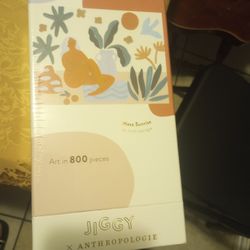 Art in 800 pieces
JIGGY
× ANTHROPOLOGIE